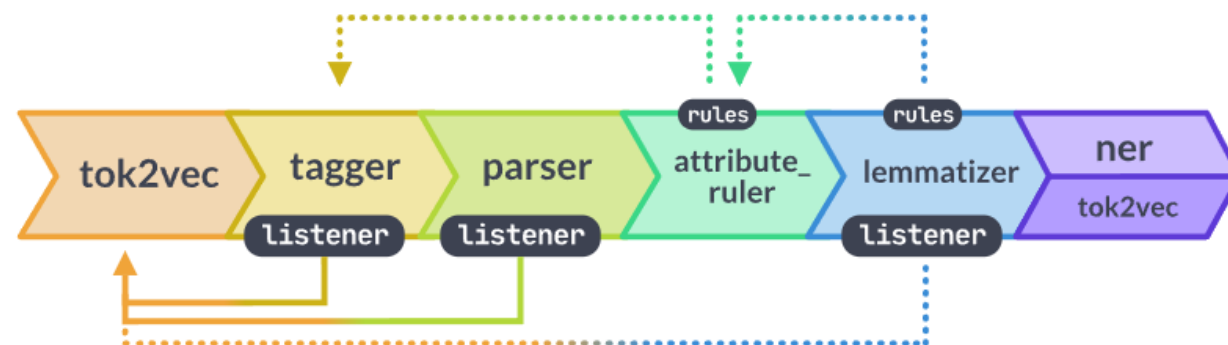 rules
rules
tok2vec
tagger
parser
attribute_
ruler
lemmatizer
ner
tok2vec
listener
listener
listener